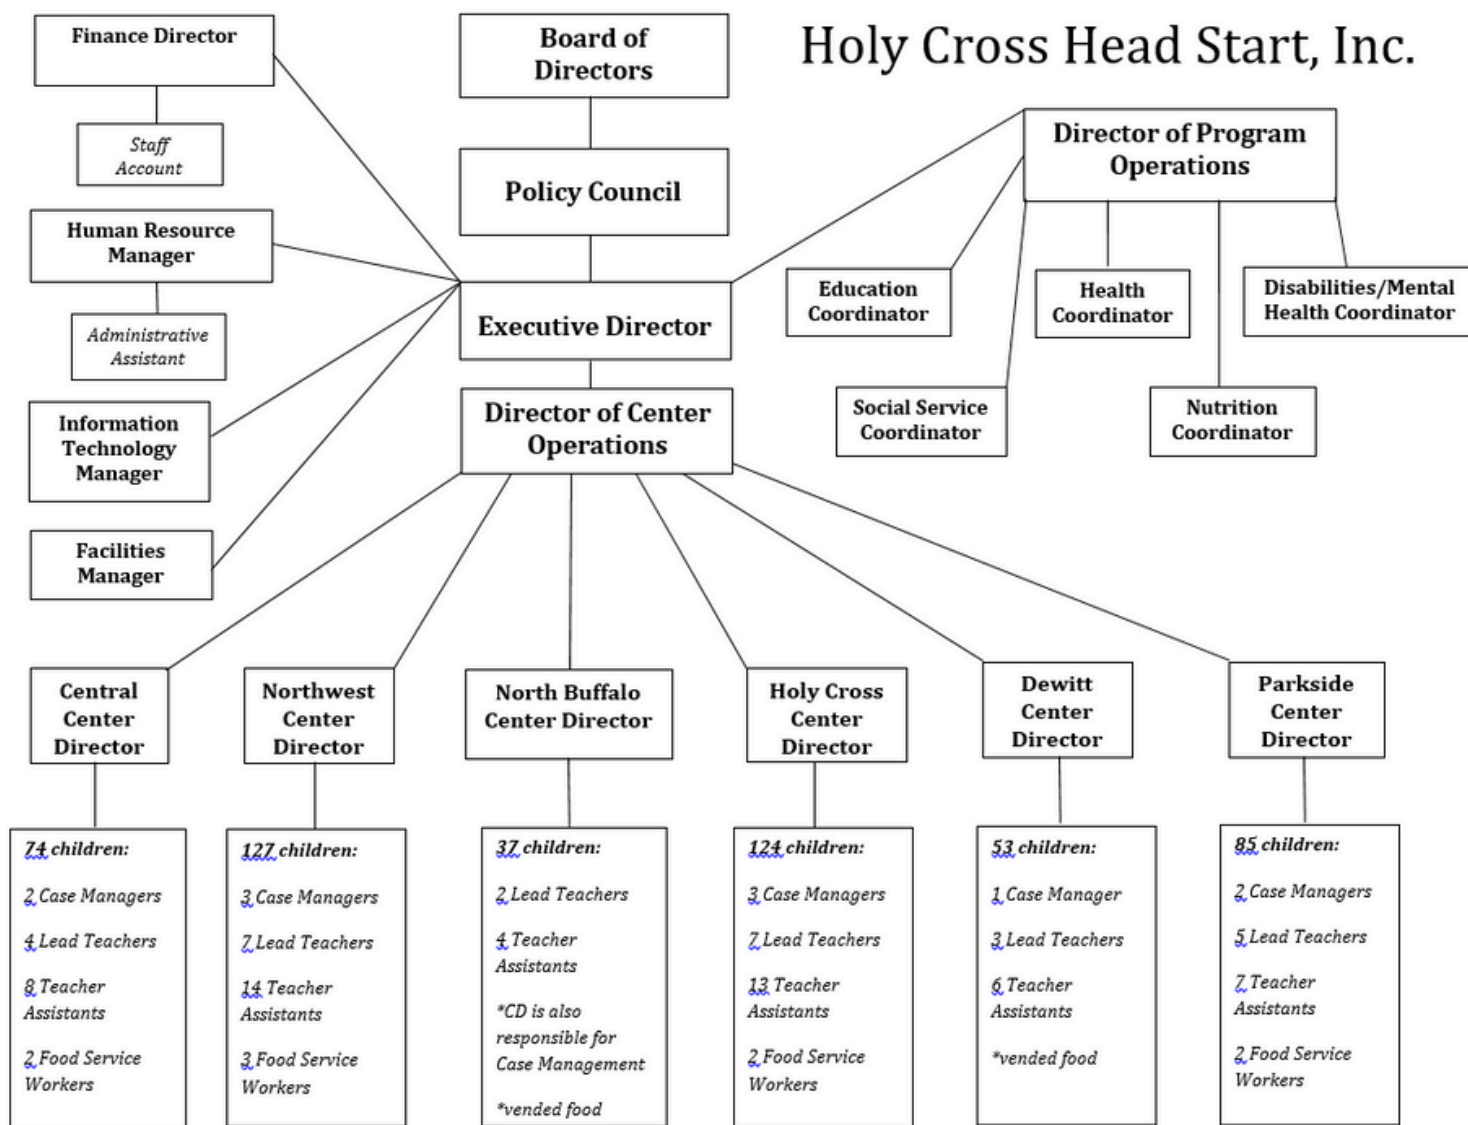 Holy Cross Head Start, Inc.
Finance Director
Staff
Account
Human Resource
Manager
Administrative
Assistant
Information
Technology
Manager
Facilities
Manager
Board of
Directors
Policy Council
Executive Director
Director of Center
Operations
Director of Program
Operations
Education
Coordinator
Health
Coordinator
Disabilities/Mental
Health Coordinator
Social Service
Coordinator
Nutrition
Coordinator
Central
Center
Director
74 children:
2 Case Managers
4 Lead Teachers
8 Teacher
Assistants
2 Food Service
Workers
Northwest
Center
Director
127 children:
3 Case Managers
7 Lead Teachers
14 Teacher
Assistants
3 Food Service
Workers
North Buffalo
Center Director
37 children:
2 Lead Teachers
4 Teacher
Assistants
*CD is also
responsible for
Case Management
*vended food
Holy Cross
Center
Director
124 children:
3 Case Managers
7 Lead Teachers
13 Teacher
Assistants
2 Food Service
Workers
Dewitt
Center
Director
53 children:
1 Case Manager
3 Lead Teachers
6 Teacher
Assistants
*vended food
Parkside
Center
Director
85 children:
2 Case Managers
5 Lead Teachers
7 Teacher
Assistants
2 Food Service
Workers